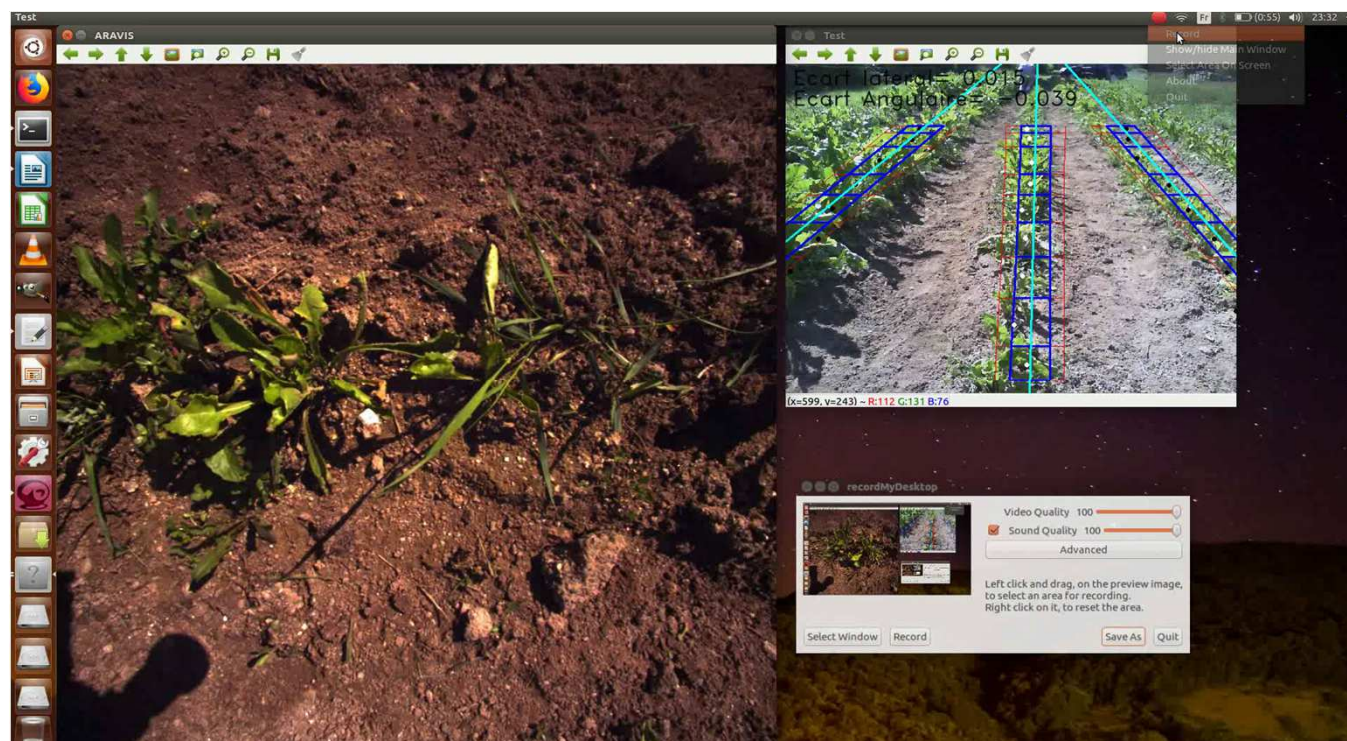 Test
Fr
(0:55)
23:32
ARAVIS
Test
Record
Show/hide Main Window
Select Area On Screen
About
Quit
Ecart lateral= 0.015
Ecart Angulaire= -0.039
(x=599, y=243) ~ R:112 G:131 B:76
recordMyDesktop
Video Quality 100
Sound Quality 100
Advanced
Left click and drag, on the preview image,
to select an area for recording.
Right click on it, to reset the area.
Select Window Record Save As Quit